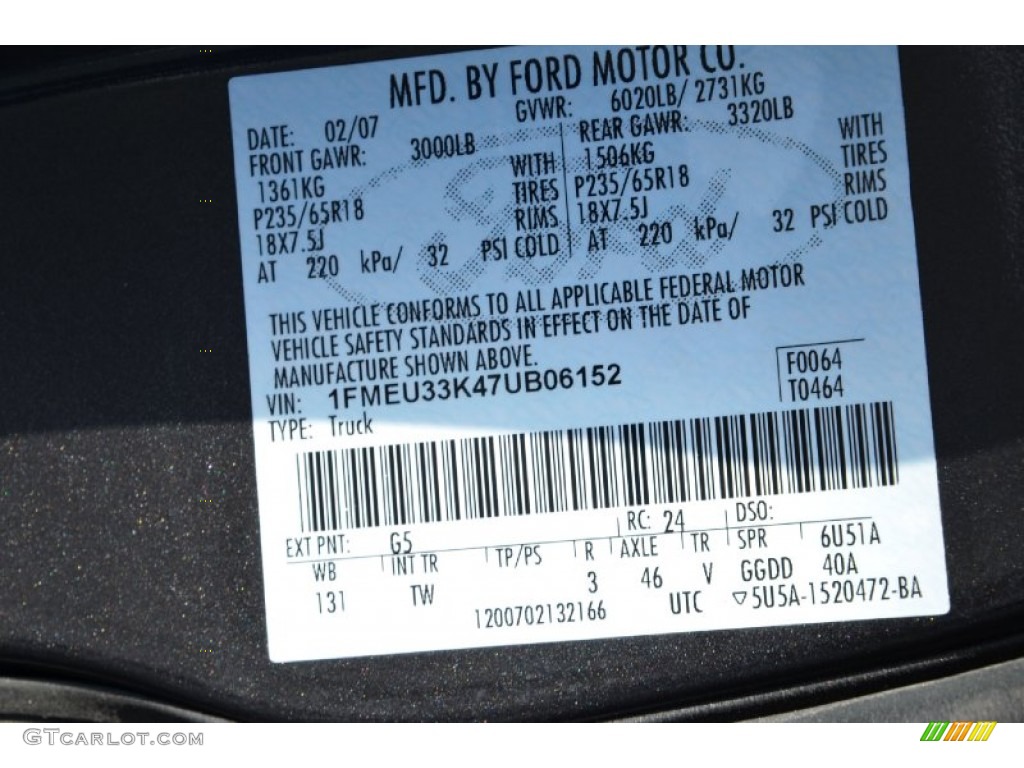 MFD. BY FORD MOTOR CO.
DATE: 02/07 GVWR: 6020LB/ 2731KG
FRONT GAWR: 3000LB REAR GAWR: 3320LB
1361KG WITH 1506KG WITH
P235/65R18 TIRES P235/65R18 TIRES
18X7.5J RIMS 18X7.5J RIMS
AT 220 kPa/ 32 PSI COLD AT 220 kPa/ 32 PSI COLD
THIS VEHICLE CONFORMS TO ALL APPLICABLE FEDERAL MOTOR
VEHICLE SAFETY STANDARDS IN EFFECT ON THE DATE OF
MANUFACTURE SHOWN ABOVE.
VIN: 1FMEU33K47UB06152 F0064
TYPE: Truck T0464
EXT PNT: G5 RC: 24 DSO:
WB INT TR TP/PS R AXLE TR SPR 6U51A
131 TW 3 46 V GGDD 40A
1200702132166 UTC ▽5U5A-1520472-BA
Ford
GTCarlot.com